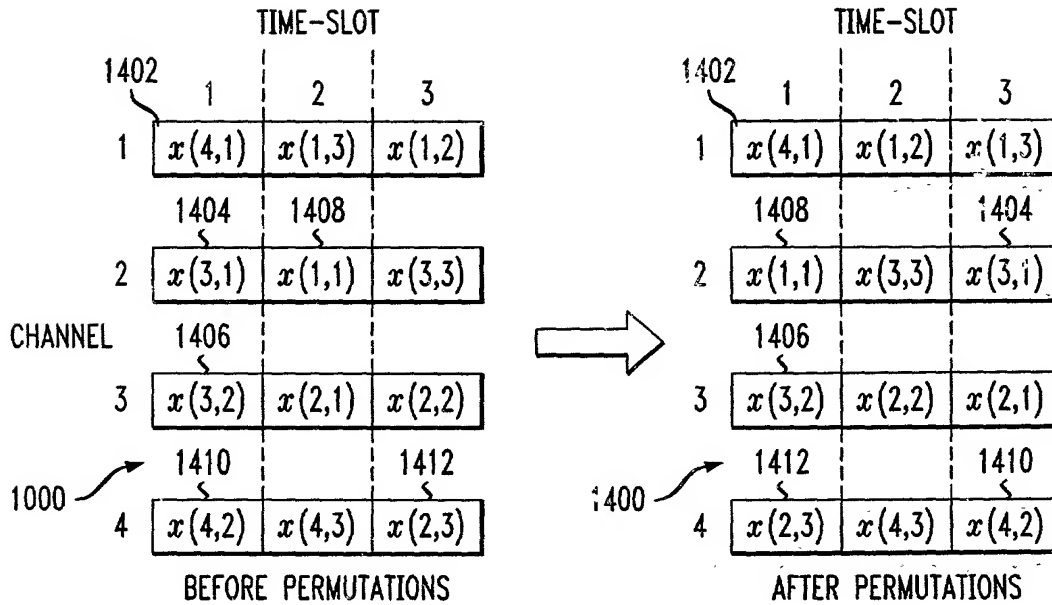 TIME-SLOT TIME-SLOT
1402 1402
1 2 3 1 2 3
1 x(4,1) x(1,3) x(1,2) 1 x(4,1) x(1,2) x(1,3)
1404 1408 1408 1404
2 x(3,1) x(1,1) x(3,3) 2 x(1,1) x(3,3) x(3,1)
CHANNEL 1406 1406
3 x(3,2) x(2,1) x(2,2) 3 x(3,2) x(2,2) x(2,1)
1410 1412 1412 1410
1000 1400
4 x(4,2) x(4,3) x(2,3) 4 x(2,3) x(4,3) x(4,2)
BEFORE PERMUTATIONS AFTER PERMUTATIONS